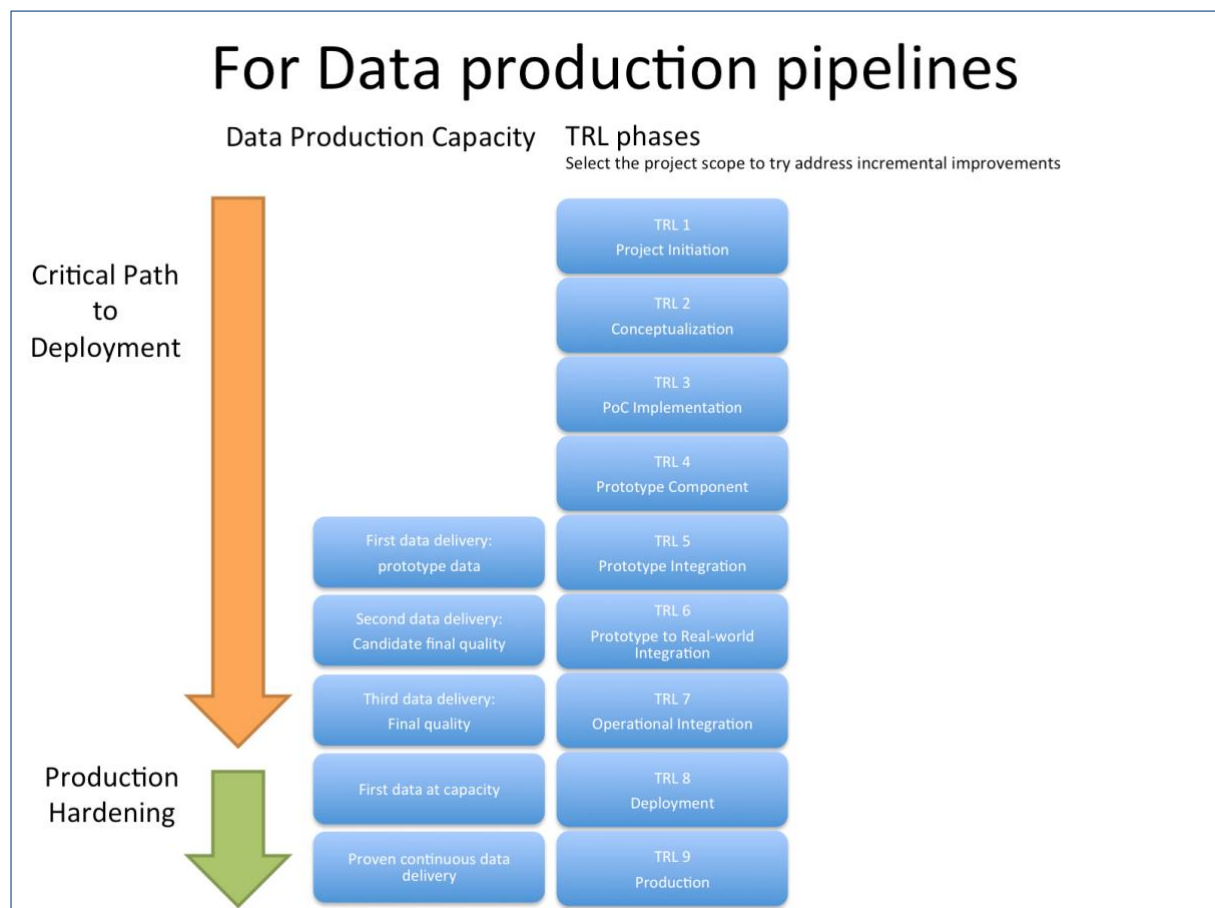 For Data production pipelines
Data Production Capacity
TRL phases
Select the project scope to try address incremental improvements
Critical Path
to
Deployment
Production
Hardening
First data delivery:
prototype data
Second data delivery:
Candidate final quality
Third data delivery:
Final quality
First data at capacity
Proven continuous data
delivery
TRL 1
Project Initiation
TRL 2
Conceptualization
TRL 3
PoC Implementation
TRL 4
Prototype Component
TRL 5
Prototype Integration
TRL 6
Prototype to Real-world
Integration
TRL 7
Operational Integration
TRL 8
Deployment
TRL 9
Production